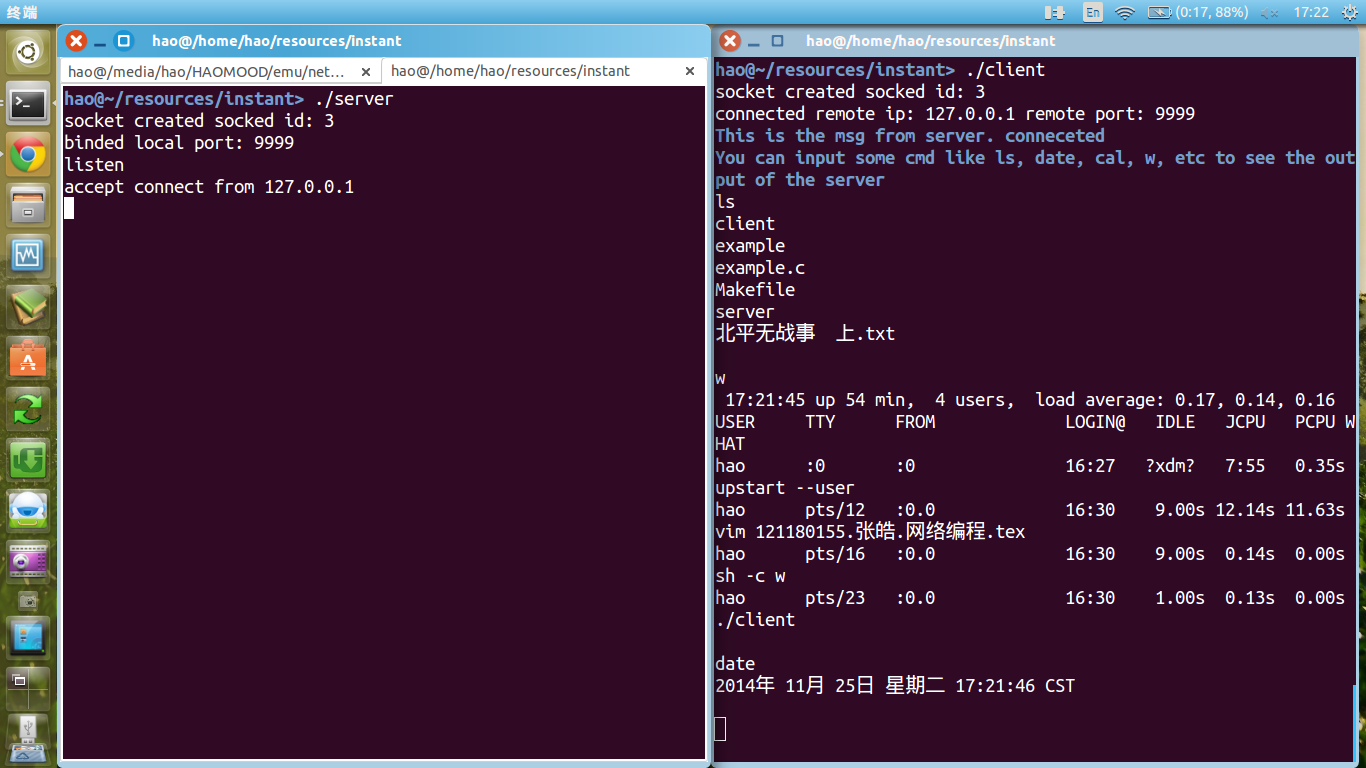 终端
En
(0:17, 88%)
17:22
hao@/home/hao/resources/instant
hao@/media/hao/HAOMOOD/emu/net...
hao@/home/hao/resources/instant
hao@~/resources/instant> ./server
socket created socked id: 3
binded local port: 9999
listen
accept connect from 127.0.0.1
hao@/home/hao/resources/instant
hao@~/resources/instant> ./client
socket created socked id: 3
connected remote ip: 127.0.0.1 remote port: 9999
This is the msg from server. conneceted
You can input some cmd like ls, date, cal, w, etc to see the out
put of the server
ls
client
example
example.c
Makefile
server
北平无战事  上.txt
w
 17:21:45 up 54 min,  4 users,  load average: 0.17, 0.14, 0.16
USER     TTY      FROM             LOGIN@   IDLE   JCPU   PCPU W
HAT
hao      :0       :0               16:27   ?xdm?   7:55   0.35s
upstart --user
hao      pts/12   :0.0             16:30    9.00s 12.14s 11.63s
vim 121180155.张皓.网络编程.tex
hao      pts/16   :0.0             16:30    9.00s  0.14s  0.00s
sh -c w
hao      pts/23   :0.0             16:30    1.00s  0.13s  0.00s
./client
date
2014年 11月 25日 星期二 17:21:46 CST